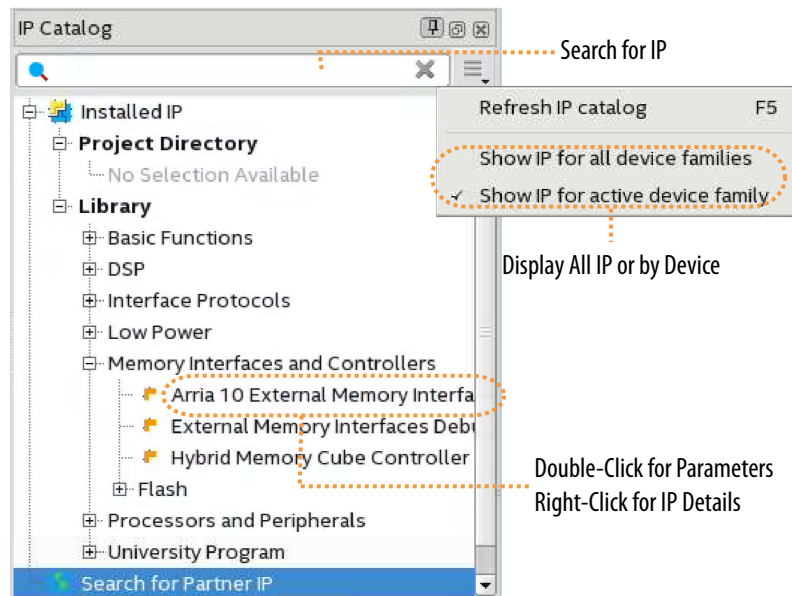 IP Catalog
Search for IP
Installed IP
Refresh IP catalog F5
Project Directory
Show IP for all device families
No Selection Available
Show IP for active device family
Library
Basic Functions
Display All IP or by Device
DSP
Interface Protocols
Low Power
Memory Interfaces and Controllers
Arria 10 External Memory Interfa
External Memory Interfaces Debu
Hybrid Memory Cube Controller
Double-Click for Parameters
Right-Click for IP Details
Flash
Processors and Peripherals
University Program
Search for Partner IP